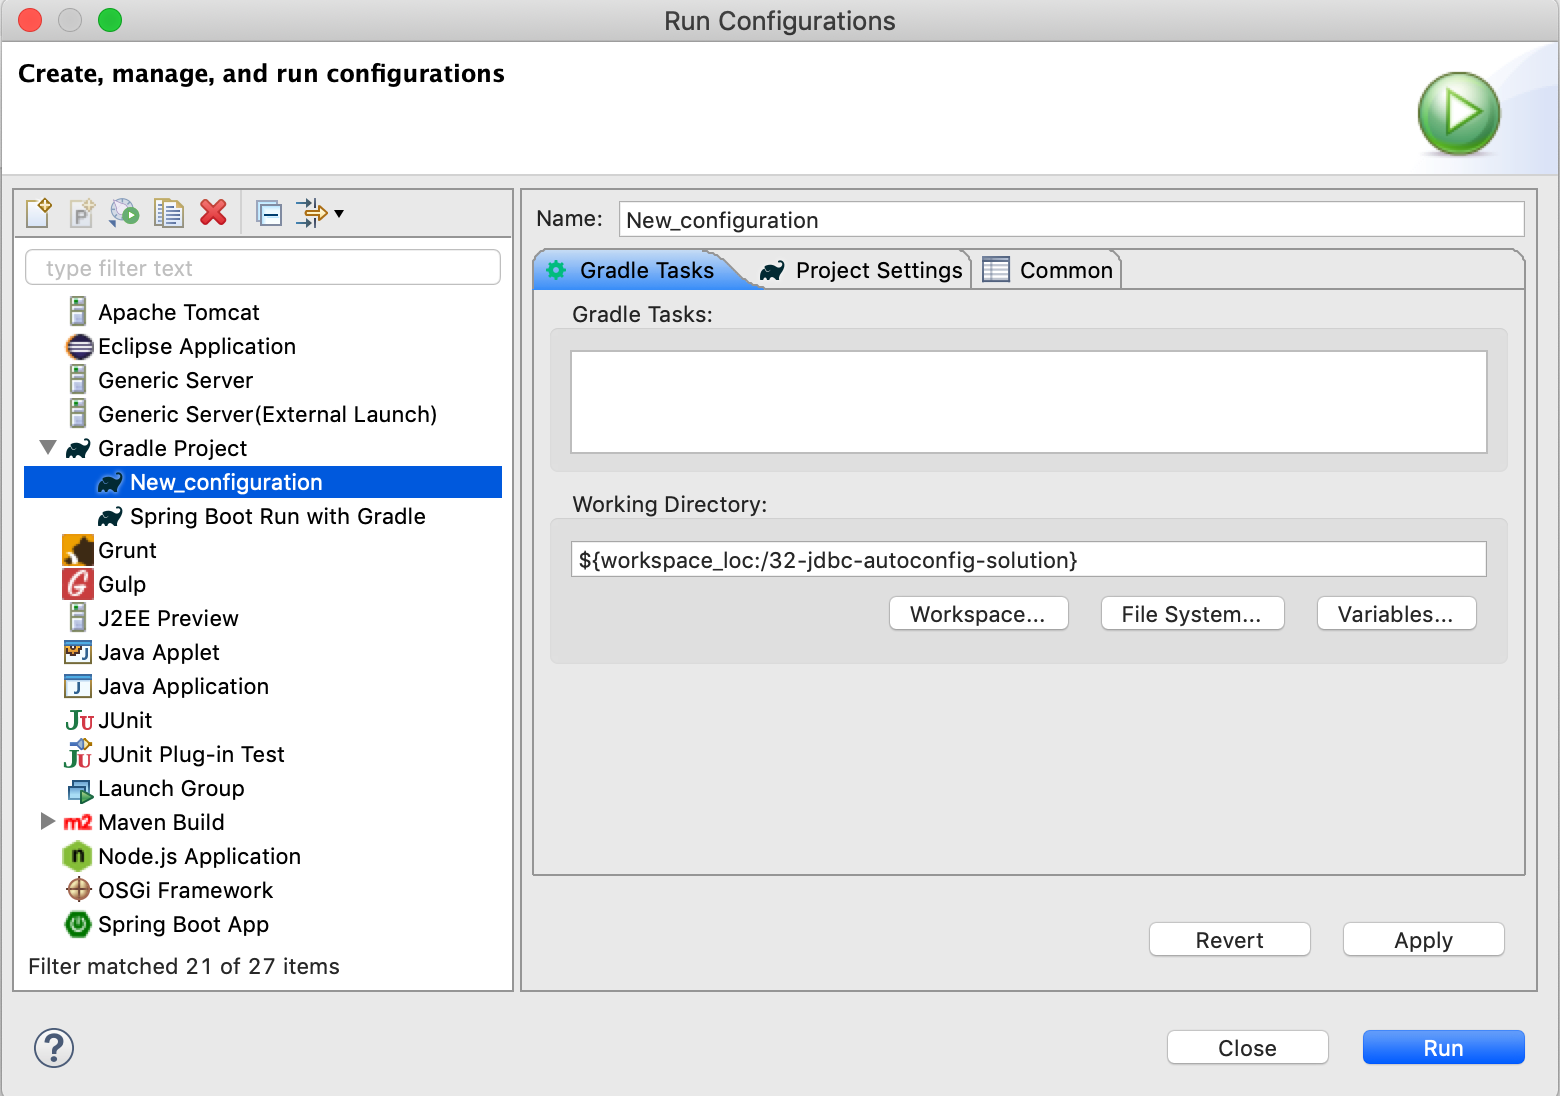 Run Configurations
Create, manage, and run configurations
type filter text
Apache Tomcat
Eclipse Application
Generic Server
Generic Server(External Launch)
Gradle Project
New_configuration
Spring Boot Run with Gradle
Grunt
Gulp
J2EE Preview
Java Applet
Java Application
JUnit
JUnit Plug-in Test
Launch Group
m2 Maven Build
Node.js Application
OSGi Framework
Spring Boot App
Filter matched 21 of 27 items
Name: New_configuration
Gradle Tasks Project Settings Common
Gradle Tasks:
Working Directory:
${workspace_loc:/32-jdbc-autoconfig-solution}
Workspace... File System... Variables...
Revert Apply
? Close Run